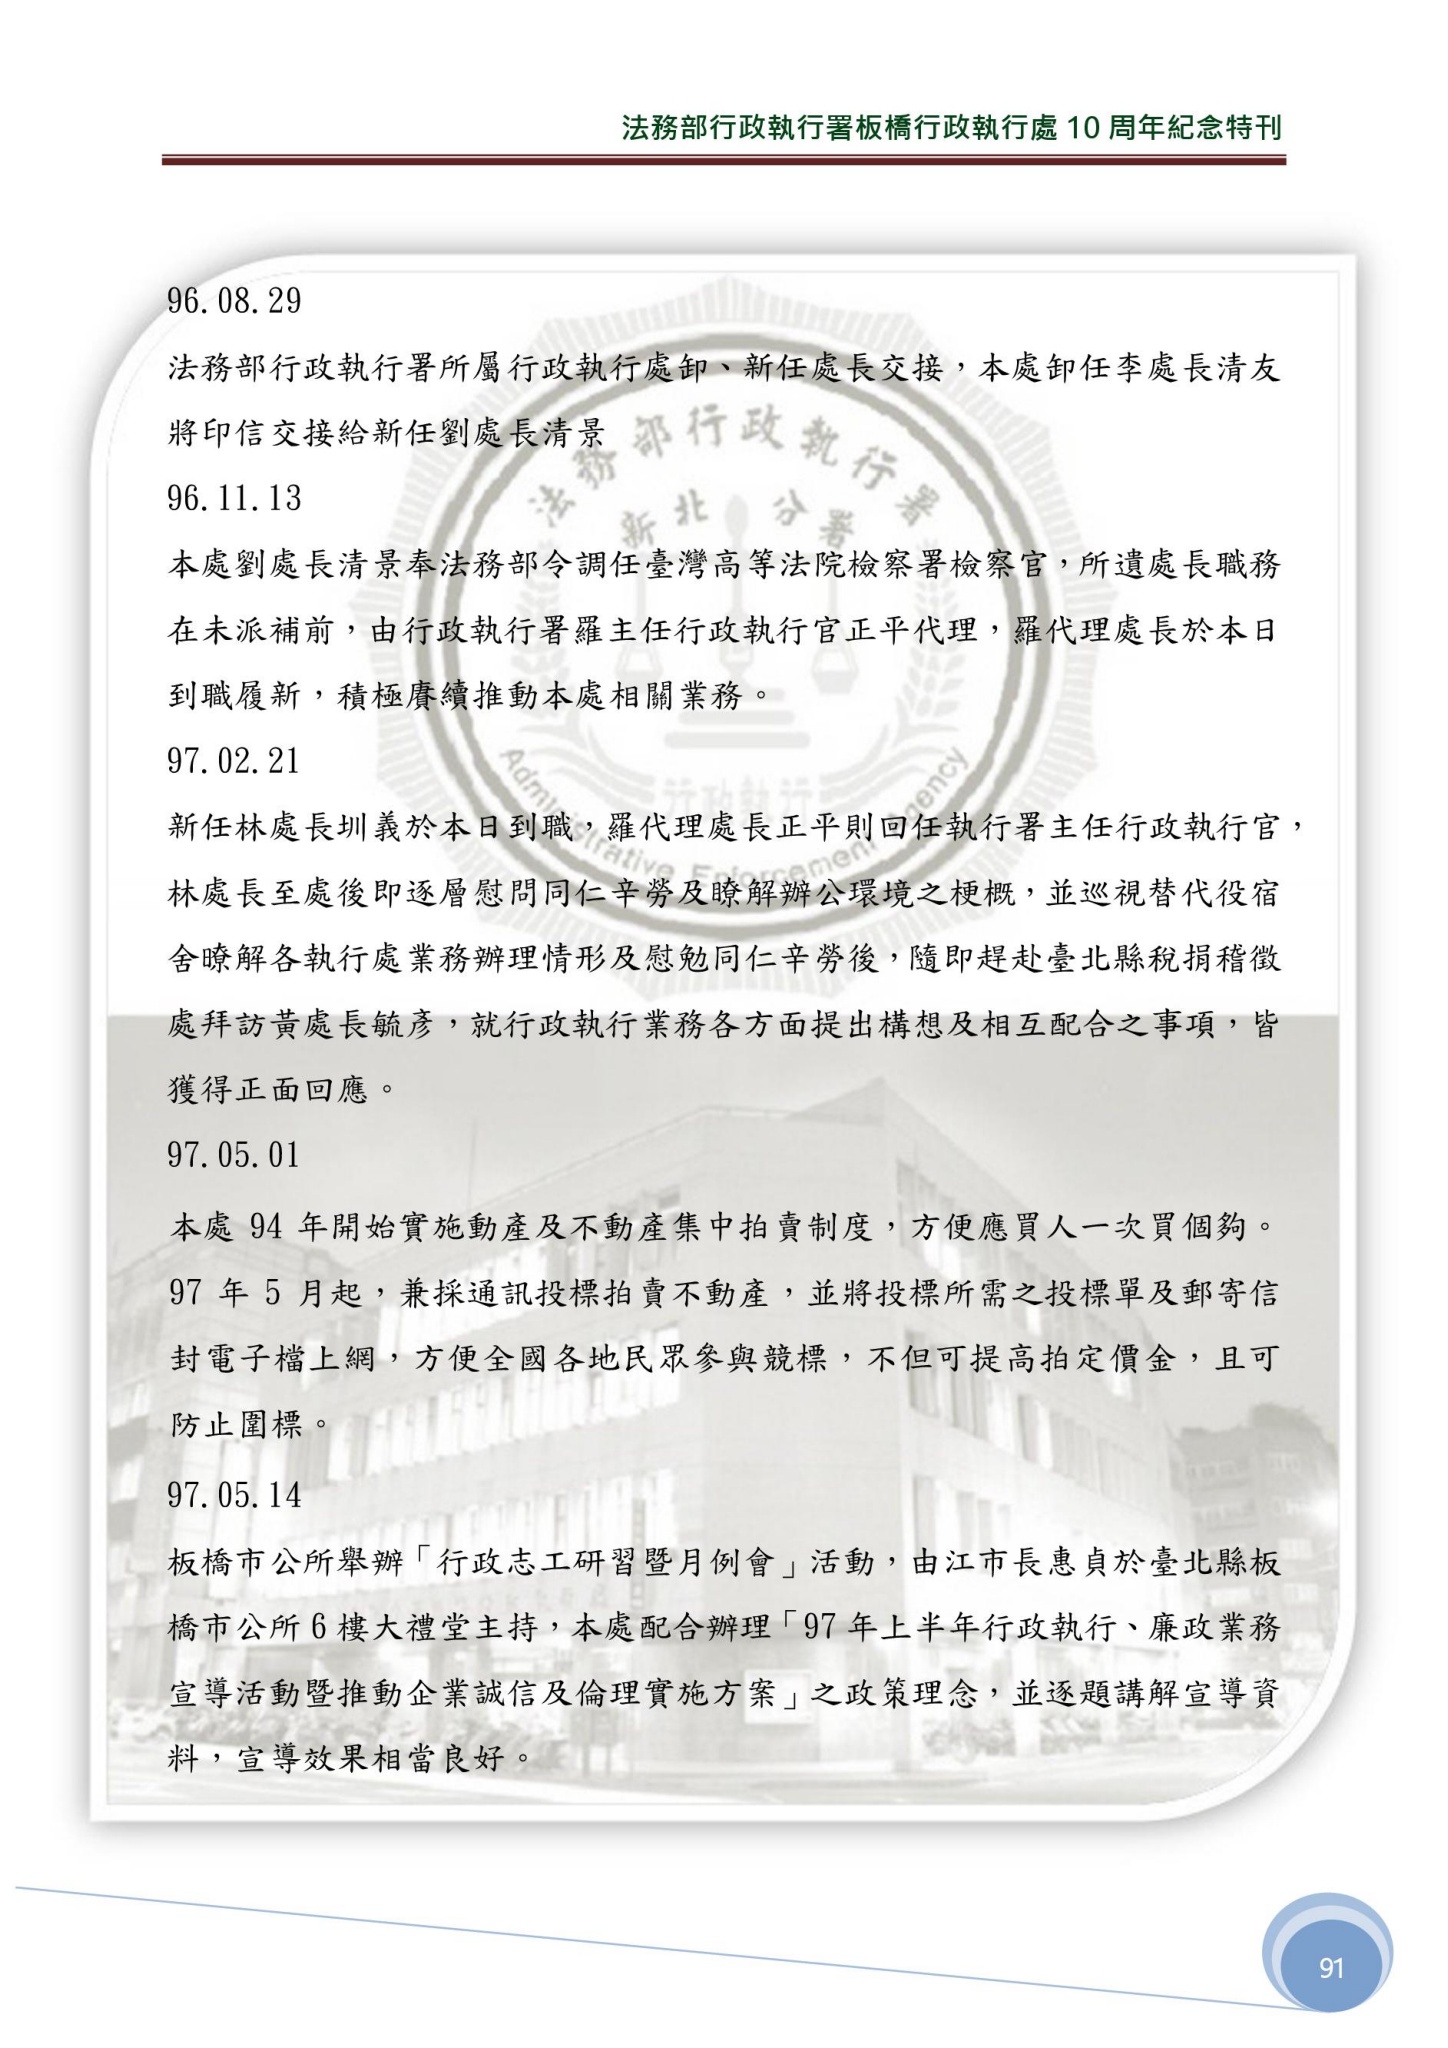 法務部行政執行署板橋行政執行處 10 周年紀念特刊
96.08.29
法務部行政執行署所屬行政執行處卸、新任處長交接，本處卸任李處長清友
將印信交接給新任劉處長清景
96.11.13
本處劉處長清景奉法務部令調任臺灣高等法院檢察署檢察官，所遺處長職務
在未派補前，由行政執行署羅主任行政執行官正平代理，羅代理處長於本日
到職履新，積極賡續推動本處相關業務。
97.02.21
新任林處長圳義於本日到職，羅代理處長正平則回任執行署主任行政執行官，
林處長至處後即逐層慰問同仁辛勞及瞭解辦公環境之梗概，並巡視替代役宿
舍瞭解各執行處業務辦理情形及慰勉同仁辛勞後，隨即趕赴臺北縣稅捐稽徵
處拜訪黃處長毓彥，就行政執行業務各方面提出構想及相互配合之事項，皆
獲得正面回應。
97.05.01
本處 94 年開始實施動產及不動產集中拍賣制度，方便應買人一次買個夠。
97 年 5 月起，兼採通訊投標拍賣不動產，並將投標所需之投標單及郵寄信
封電子檔上網，方便全國各地民眾參與競標，不但可提高拍定價金，且可
防止圍標。
97.05.14
板橋市公所舉辦「行政志工研習暨月例會」活動，由江市長惠貞於臺北縣板
橋市公所 6 樓大禮堂主持，本處配合辦理「97 年上半年行政執行、廉政業務
宣導活動暨推動企業誠信及倫理實施方案」之政策理念，並逐題講解宣導資
料，宣導效果相當良好。
法務部行政執行署
新北分署
行政執行
Administrative Enforcement Agency
91